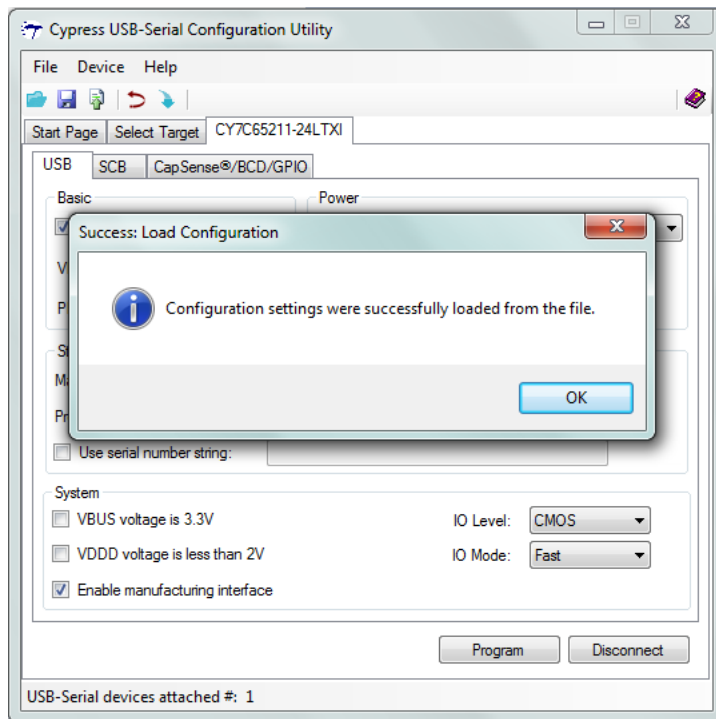 Cypress USB-Serial Configuration Utility
File Device Help
Start Page Select Target CY7C65211-24LTXI
USB SCB CapSense®/BCD/GPIO
Basic Power
Success: Load Configuration
Configuration settings were successfully loaded from the file.
OK
Use serial number string:
System
VBUS voltage is 3.3V IO Level: CMOS
VDDD voltage is less than 2V IO Mode: Fast
Enable manufacturing interface
Program Disconnect
USB-Serial devices attached #: 1